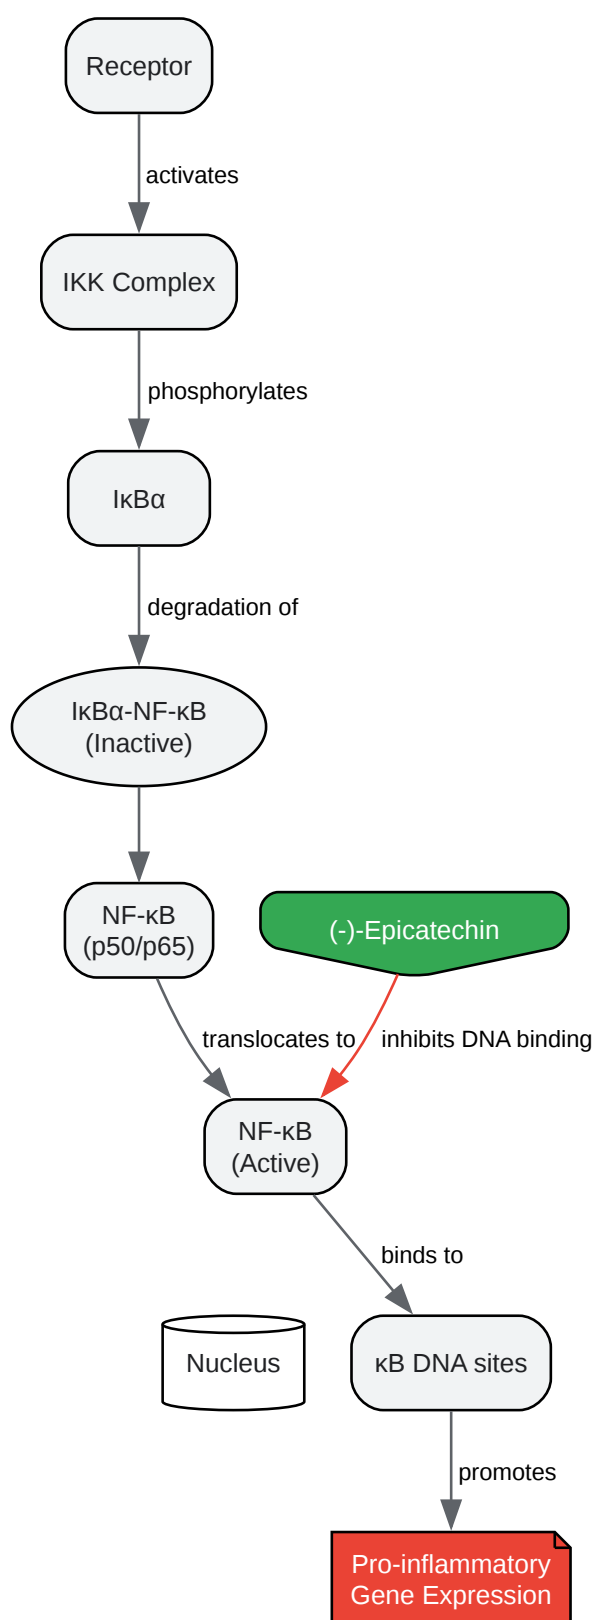 Receptor
activates
IKK Complex
phosphorylates
IκBα
degradation of
IκBα-NF-κB
(Inactive)
NF-κB
(p50/p65)
(-)-Epicatechin
translocates to
inhibits DNA binding
NF-κB
(Active)
binds to
Nucleus
κB DNA sites
promotes
Pro-inflammatory
Gene Expression